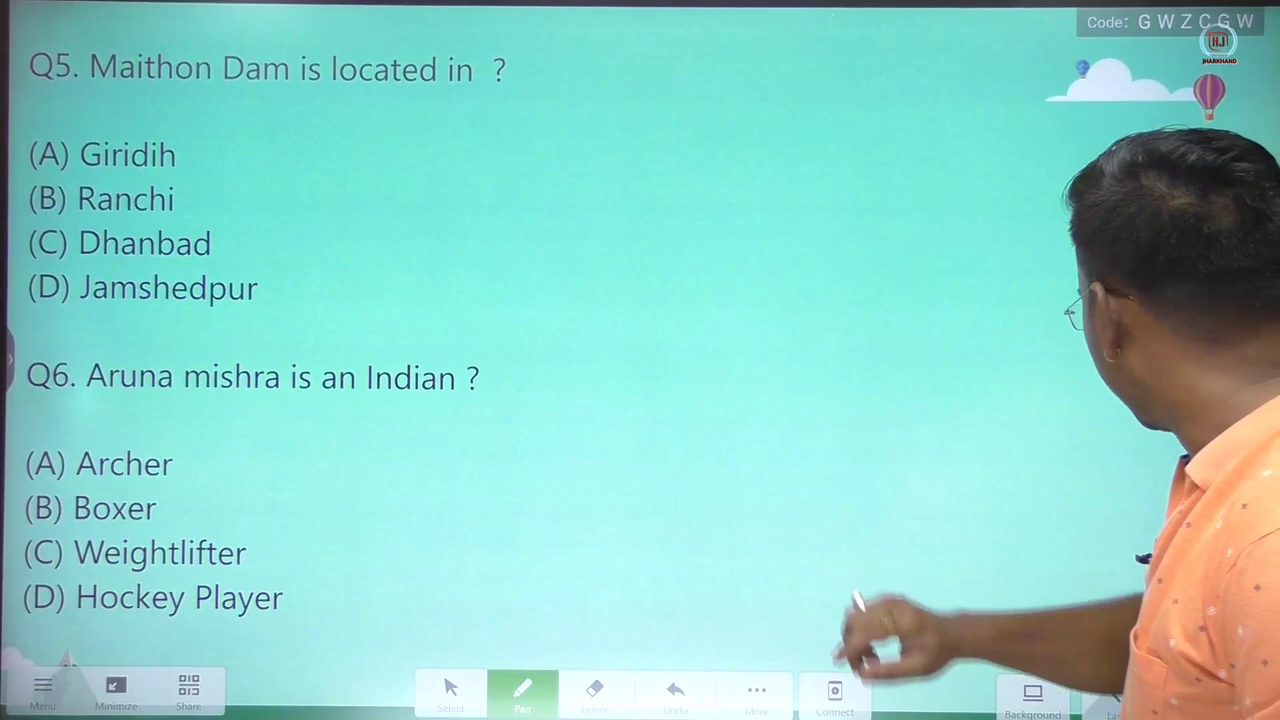 Code: G W Z C G W
HJ
JHARKHAND
Q5. Maithon Dam is located in ?
(A) Giridih
(B) Ranchi
(C) Dhanbad
(D) Jamshedpur
Q6. Aruna mishra is an Indian ?
(A) Archer
(B) Boxer
(C) Weightlifter
(D) Hockey Player
Menu Minimize Share Select Pen Eraser Undo More Connect Background